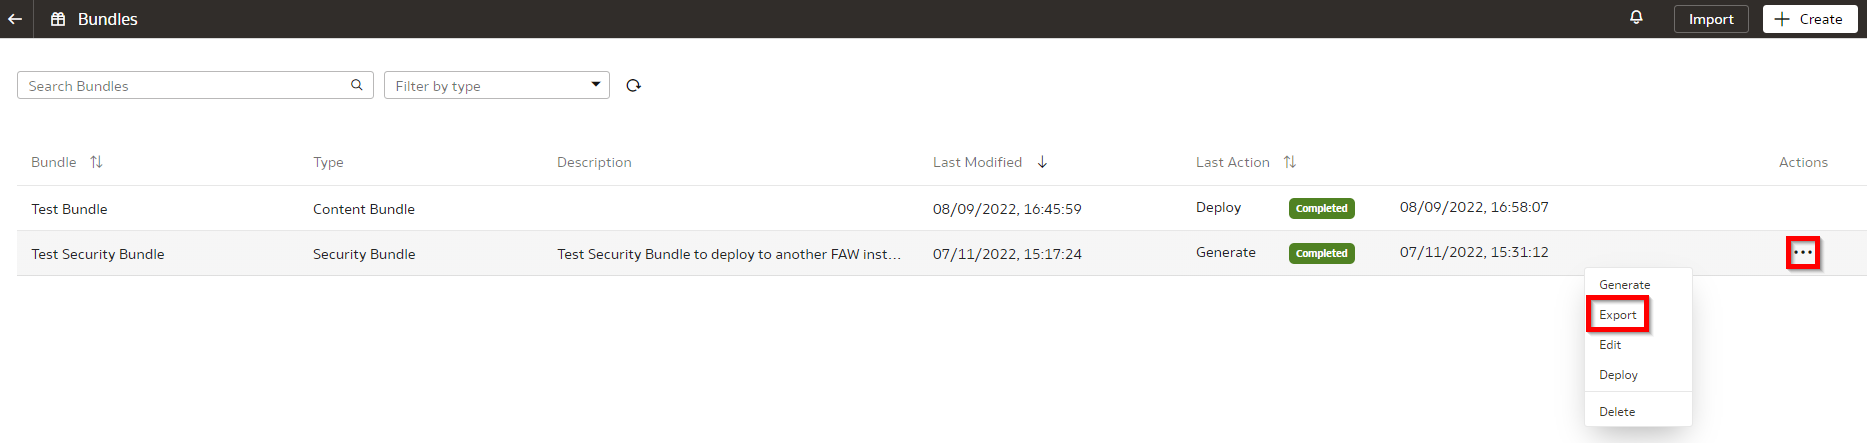 Bundles
Import
Create
Search Bundles
Filter by type
Bundle Type Description Last Modified Last Action Actions
Test Bundle Content Bundle 08/09/2022, 16:45:59 Deploy Completed 08/09/2022, 16:58:07
Test Security Bundle Security Bundle Test Security Bundle to deploy to another FAW inst... 07/11/2022, 15:17:24 Generate Completed 07/11/2022, 15:31:12
Generate
Export
Edit
Deploy
Delete